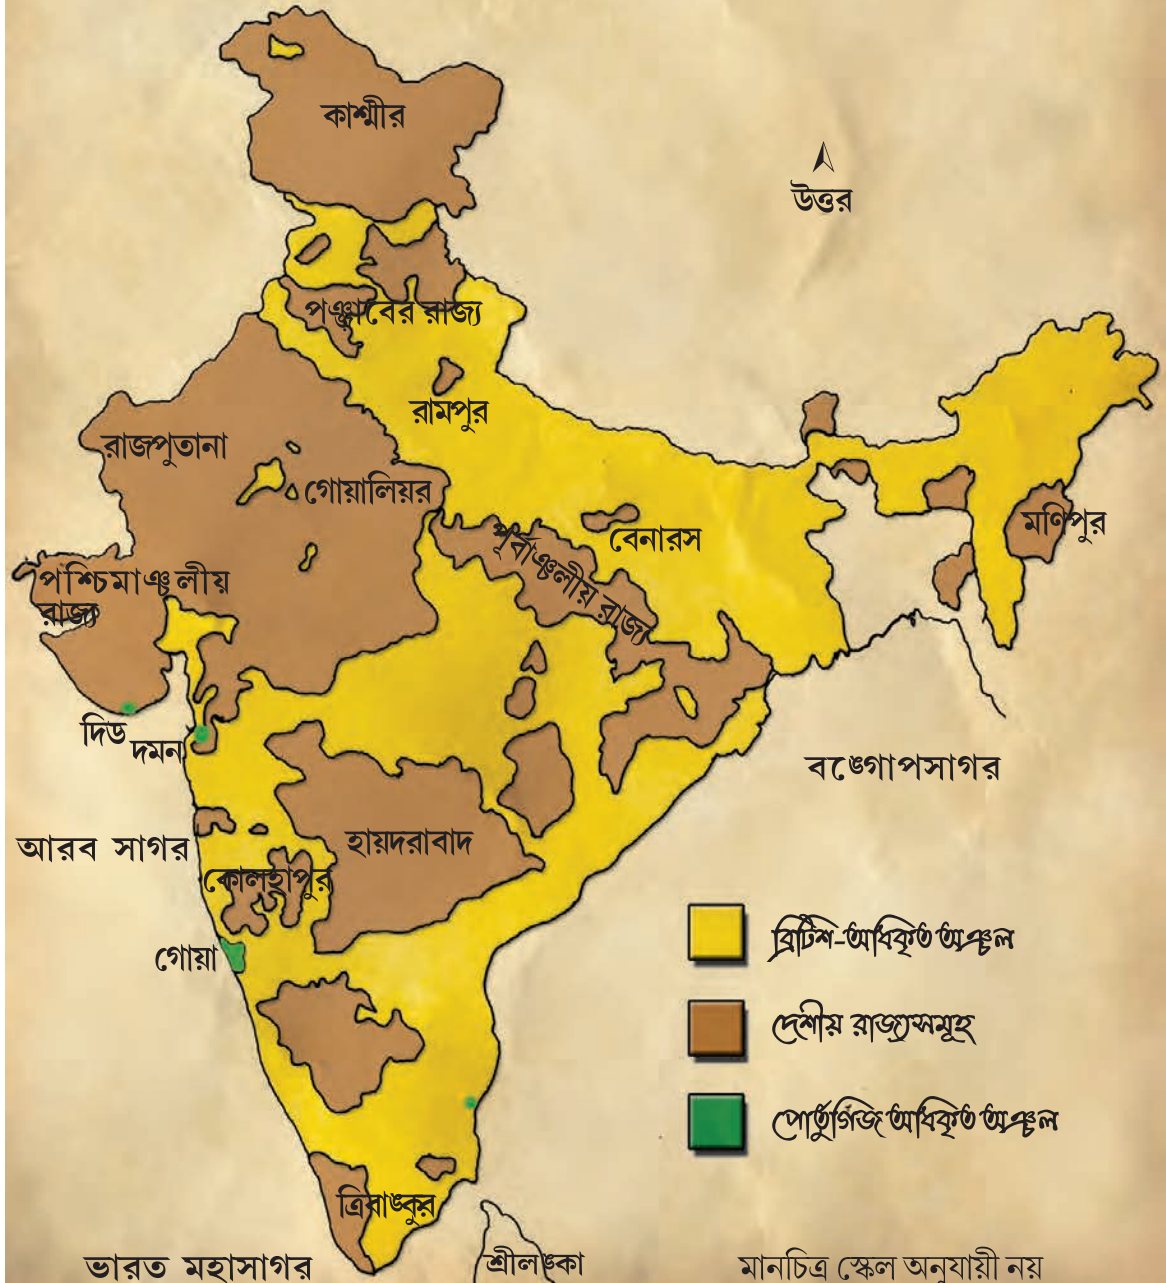 কাশ্মীর
উত্তর
পঞ্জাবের রাজ্য
রামপুর
রাজপুতানা
গোয়ালিয়র
মণিপুর
বেনারস
পূর্বাঞ্চলীয় রাজ্য
পশ্চিমাঞ্চলীয়
রাজ্য
দিউ
দমন
বঙ্গোপসাগর
আরব সাগর
হায়দরাবাদ
কোলহাপুর
গোয়া
ব্রিটিশ-অধিকৃত অঞ্চল
দেশীয় রাজ্যসমূহ
পোর্তুগিজ অধিকৃত অঞ্চল
ত্রিবাঙ্কুর
ভারত মহাসাগর
শ্রীলঙ্কা
মানচিত্র স্কেল অনুযায়ী নয়